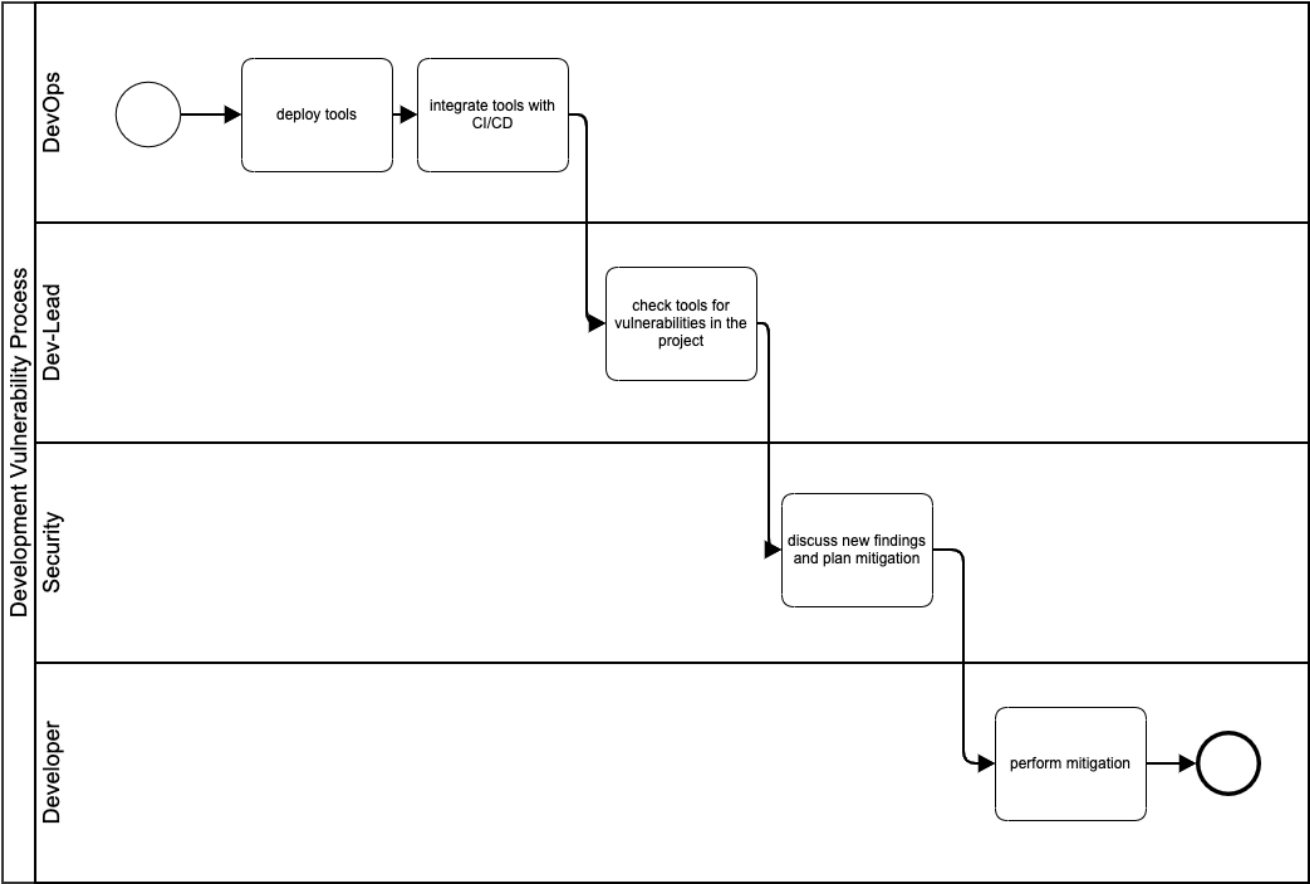 Development Vulnerability Process
DevOps
deploy tools
integrate tools with
CI/CD
Dev-Lead
check tools for
vulnerabilities in the
project
Security
discuss new findings
and plan mitigation
Developer
perform mitigation